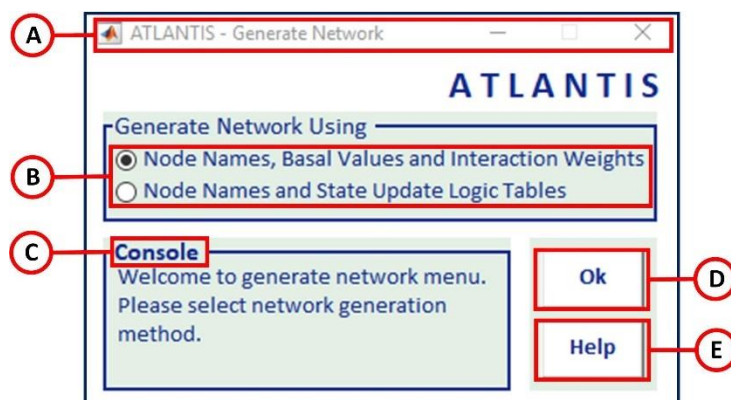 A
ATLANTIS - Generate Network
ATLANTIS
Generate Network Using
B
Node Names, Basal Values and Interaction Weights
Node Names and State Update Logic Tables
C
Console
Welcome to generate network menu.
Please select network generation
method.
Ok
D
Help
E